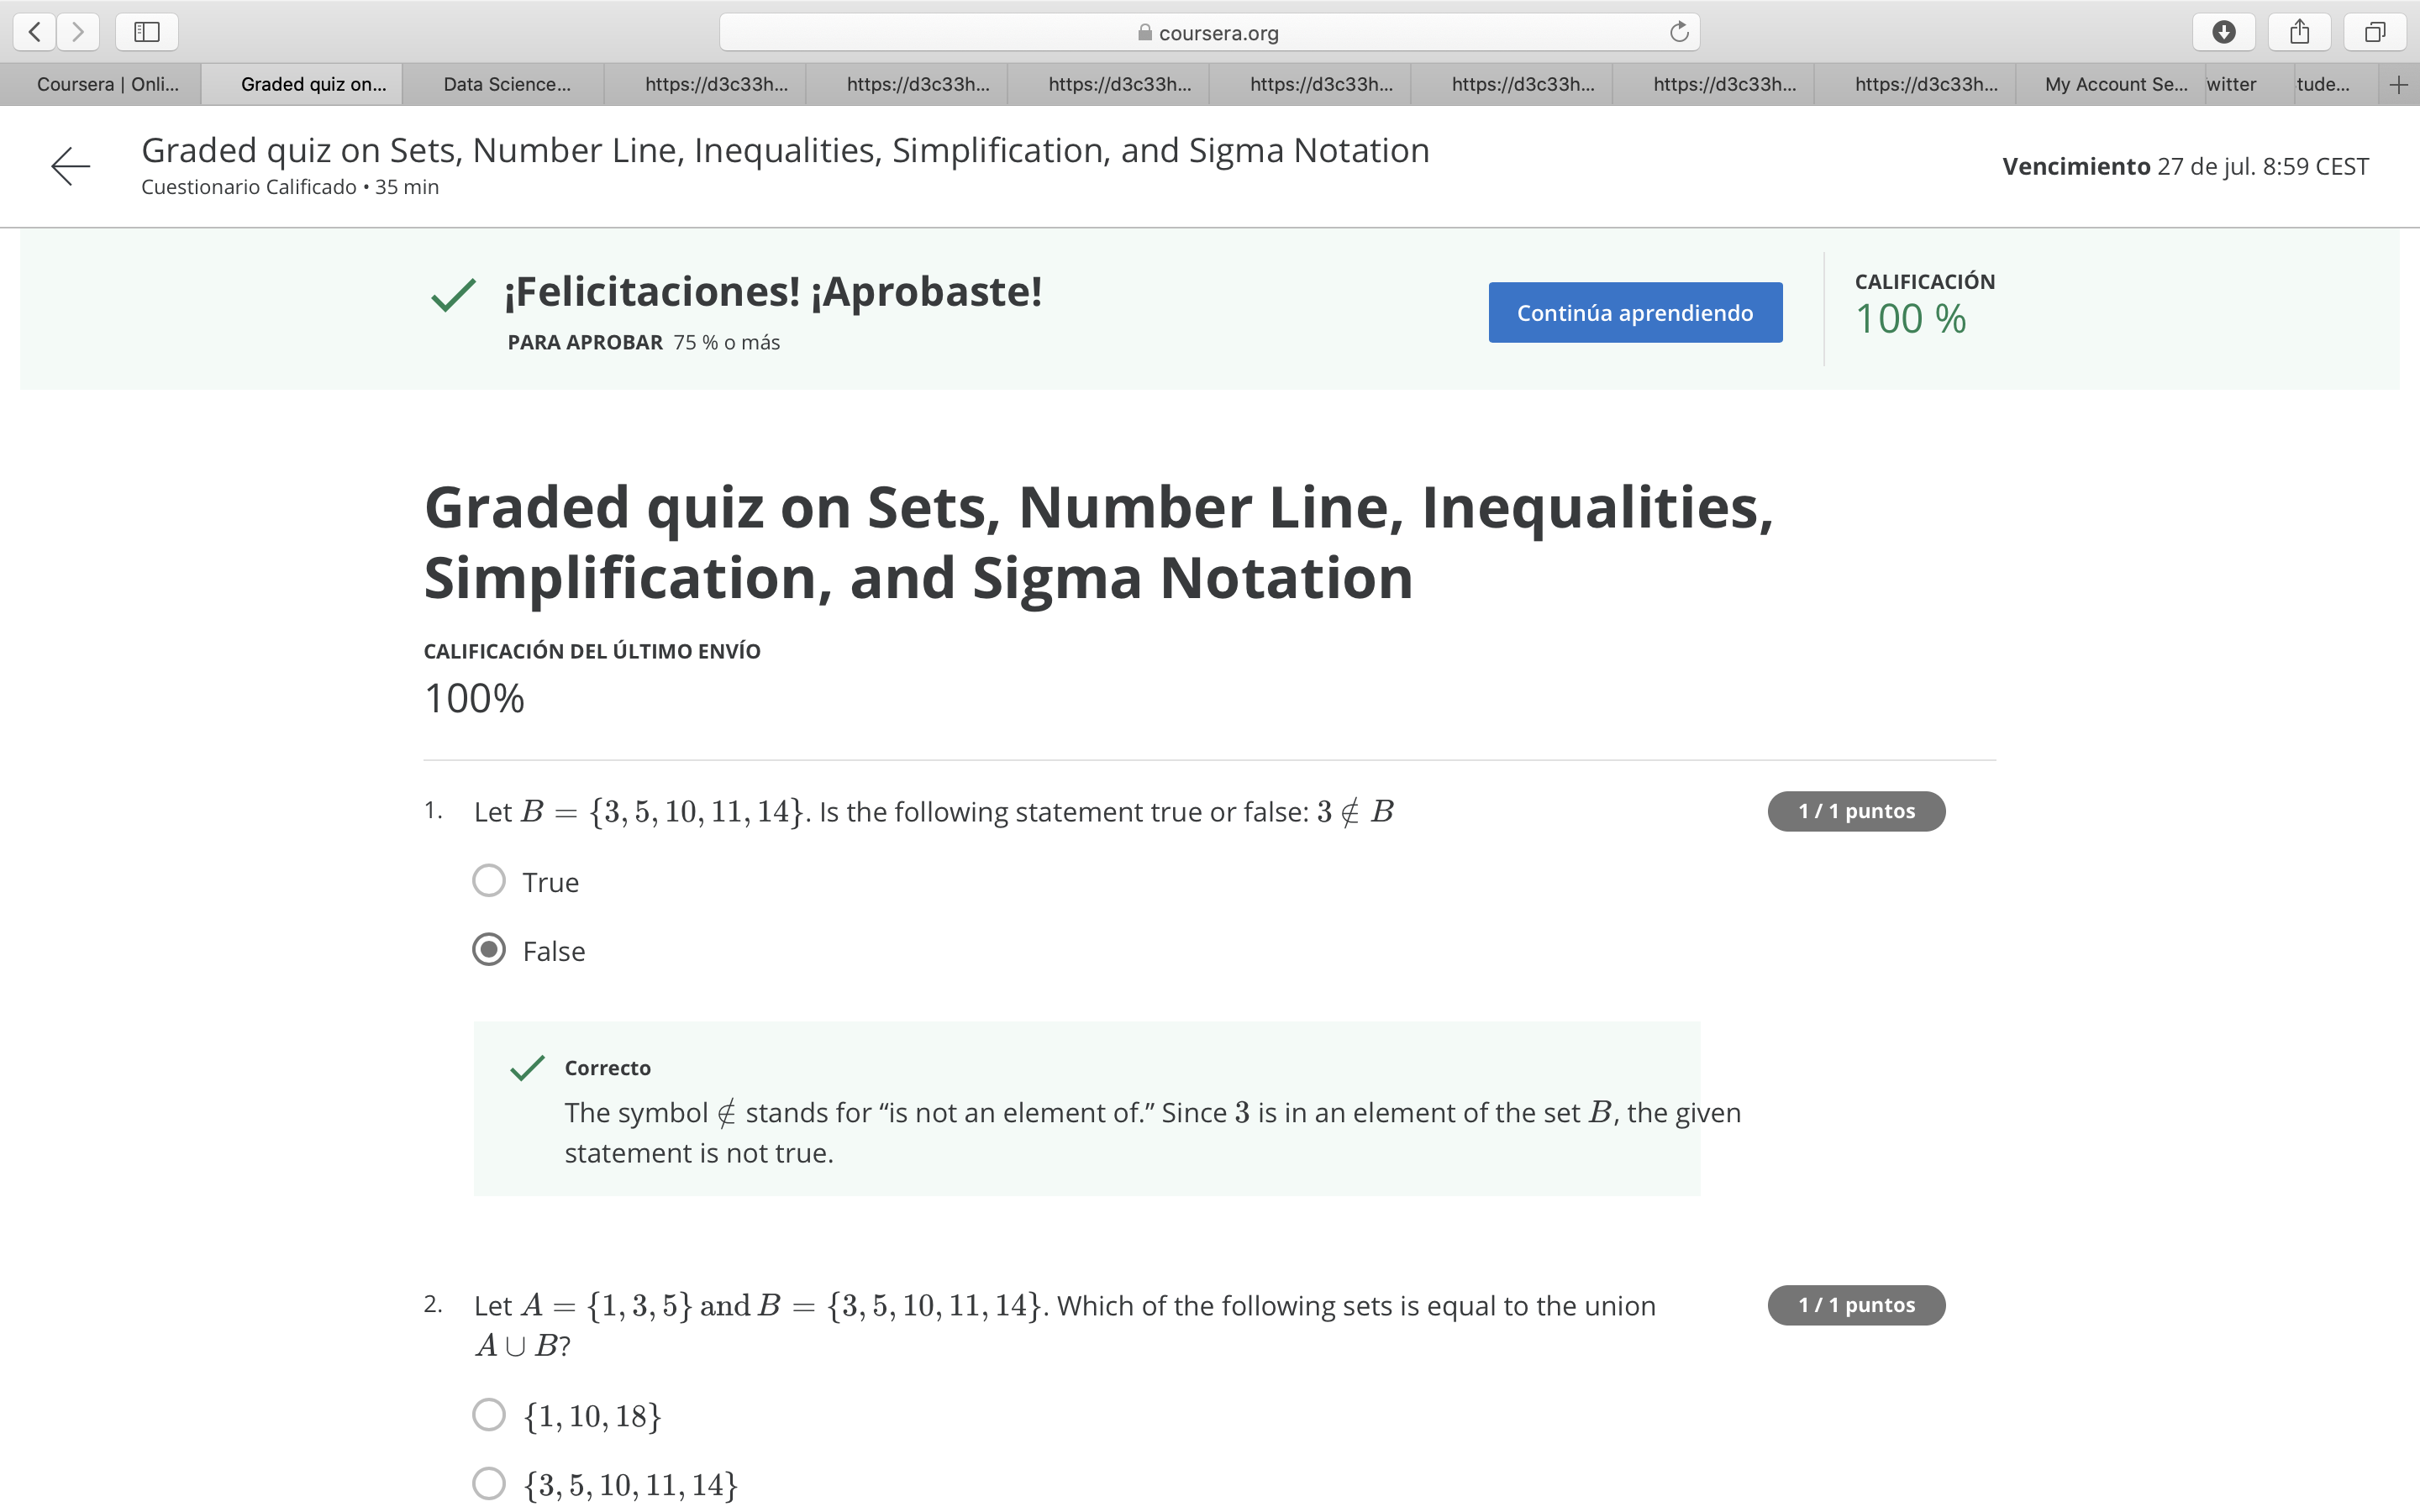 coursera.org
Coursera | Onli...
Graded quiz on...
Data Science...
https://d3c33h...
https://d3c33h...
https://d3c33h...
https://d3c33h...
https://d3c33h...
https://d3c33h...
https://d3c33h...
My Account Se...
witter
tude...
Graded quiz on Sets, Number Line, Inequalities, Simplification, and Sigma Notation
Cuestionario Calificado • 35 min
Vencimiento 27 de jul. 8:59 CEST
¡Felicitaciones! ¡Aprobaste!
PARA APROBAR 75 % o más
Continúa aprendiendo
CALIFICACIÓN
100 %
Graded quiz on Sets, Number Line, Inequalities,
Simplification, and Sigma Notation
CALIFICACIÓN DEL ÚLTIMO ENVÍO
100%
1. Let B = {3, 5, 10, 11, 14}. Is the following statement true or false: 3 ∉ B
1 / 1 puntos
True
False
Correcto
The symbol ∉ stands for “is not an element of.” Since 3 is in an element of the set B, the given
statement is not true.
2. Let A = {1, 3, 5} and B = {3, 5, 10, 11, 14}. Which of the following sets is equal to the union
A ∪ B?
1 / 1 puntos
{1, 10, 18}
{3, 5, 10, 11, 14}